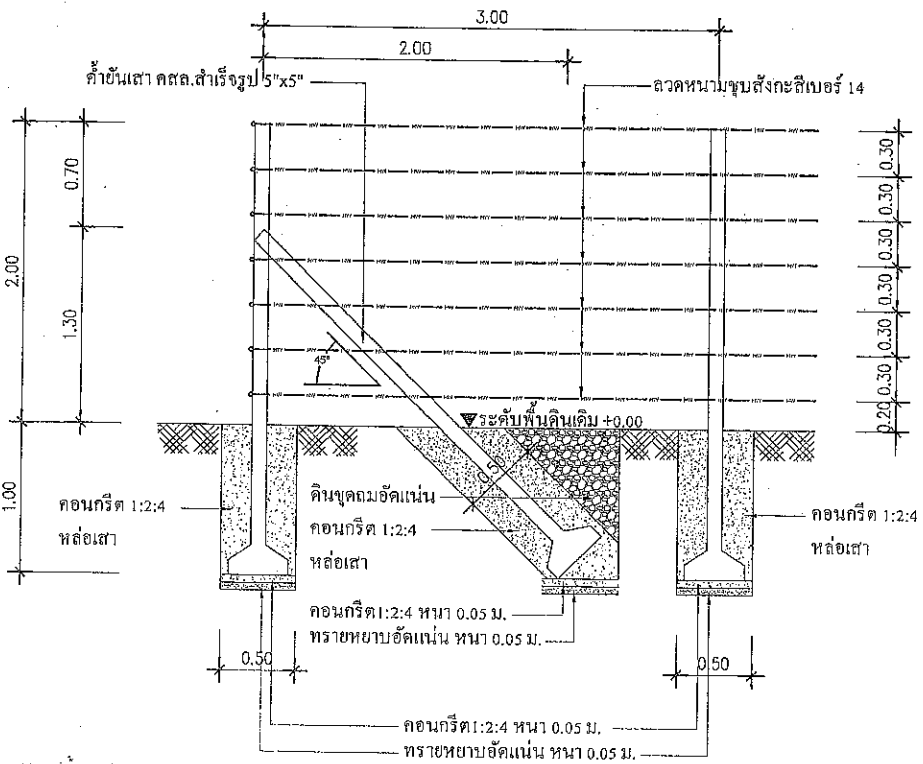 3.00
2.00
ค้ำยันเสา คสล.สำเร็จรูป 5"x5"
ลวดหนามชุบสังกะสีเบอร์ 14
0.70
2.00
1.30
0.30
0.30
0.30
0.30
0.30
0.30
0.20
45°
ระดับพื้นดินเดิม +0.00
1.00
0.50
ดินขุดถมอัดแน่น
คอนกรีต 1:2:4
หล่อเสา
คอนกรีต 1:2:4
หล่อเสา
คอนกรีต 1:2:4
หล่อเสา
คอนกรีต1:2:4 หนา 0.05 ม.
ทรายหยาบอัดแน่น หนา 0.05 ม.
0.50
0.50
คอนกรีต1:2:4 หนา 0.05 ม.
ทรายหยาบอัดแน่น หนา 0.05 ม.